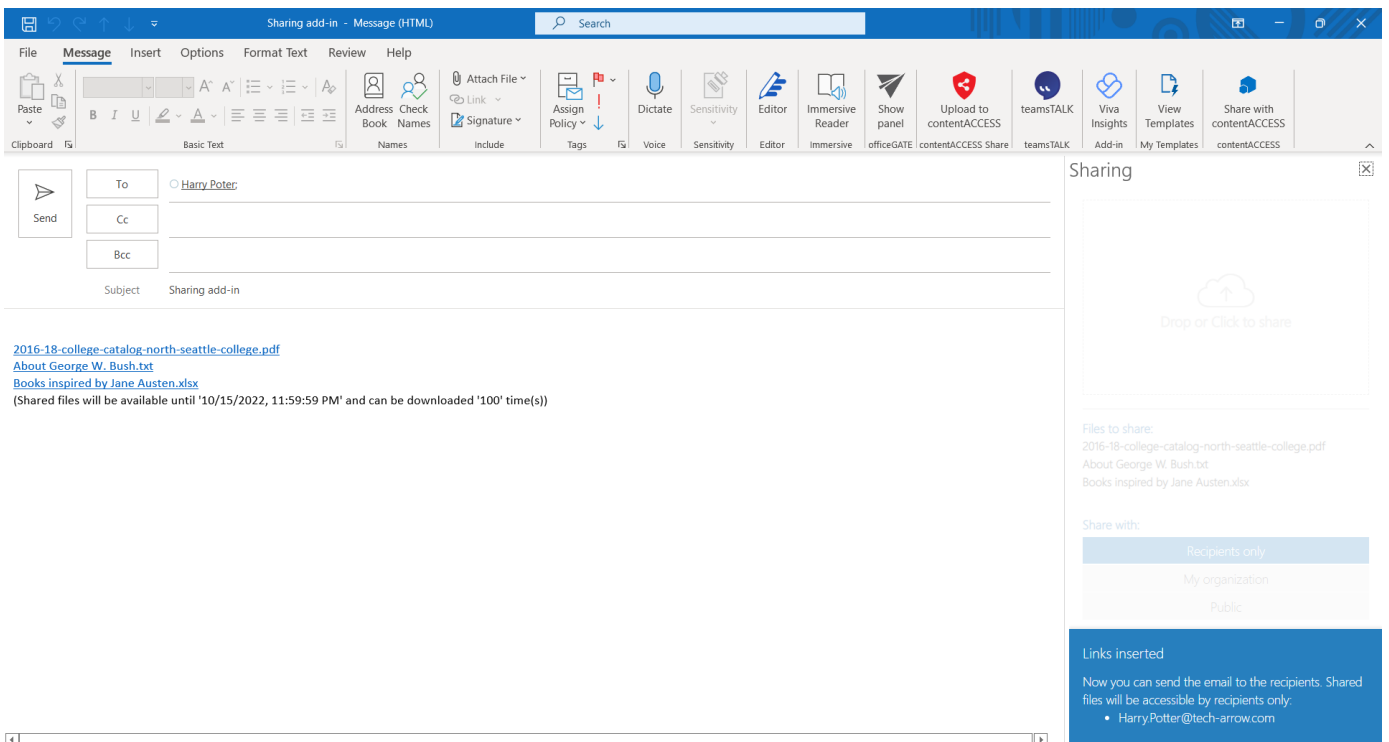 Sharing add-in - Message (HTML)
Search
File Message Insert Options Format Text Review Help
Paste
Clipboard
B I U A
Basic Text
Address Book
Check Names
Names
Attach File
Link
Signature
Include
Assign Policy
Tags
Dictate
Voice
Sensitivity
Sensitivity
Editor
Editor
Immersive Reader
Immersive
Show panel
officeGATE
Upload to contentACCESS
contentACCESS Share
teamsTALK
teamsTALK
Viva Insights
Add-in
View Templates
My Templates
Share with contentACCESS
contentACCESS
Send
To
Harry Poter;
Cc
Bcc
Subject Sharing add-in
2016-18-college-catalog-north-seattle-college.pdf
About George W. Bush.txt
Books inspired by Jane Austen.xlsx
(Shared files will be available until '10/15/2022, 11:59:59 PM' and can be downloaded '100' time(s))
Sharing
Drop or Click to share
Files to share:
2016-18-college-catalog-north-seattle-college.pdf
About George W. Bush.txt
Books inspired by Jane Austen.xlsx
Share with:
Recipients only
My organization
Public
Links inserted
Now you can send the email to the recipients. Shared
files will be accessible by recipients only:
• Harry.Potter@tech-arrow.com